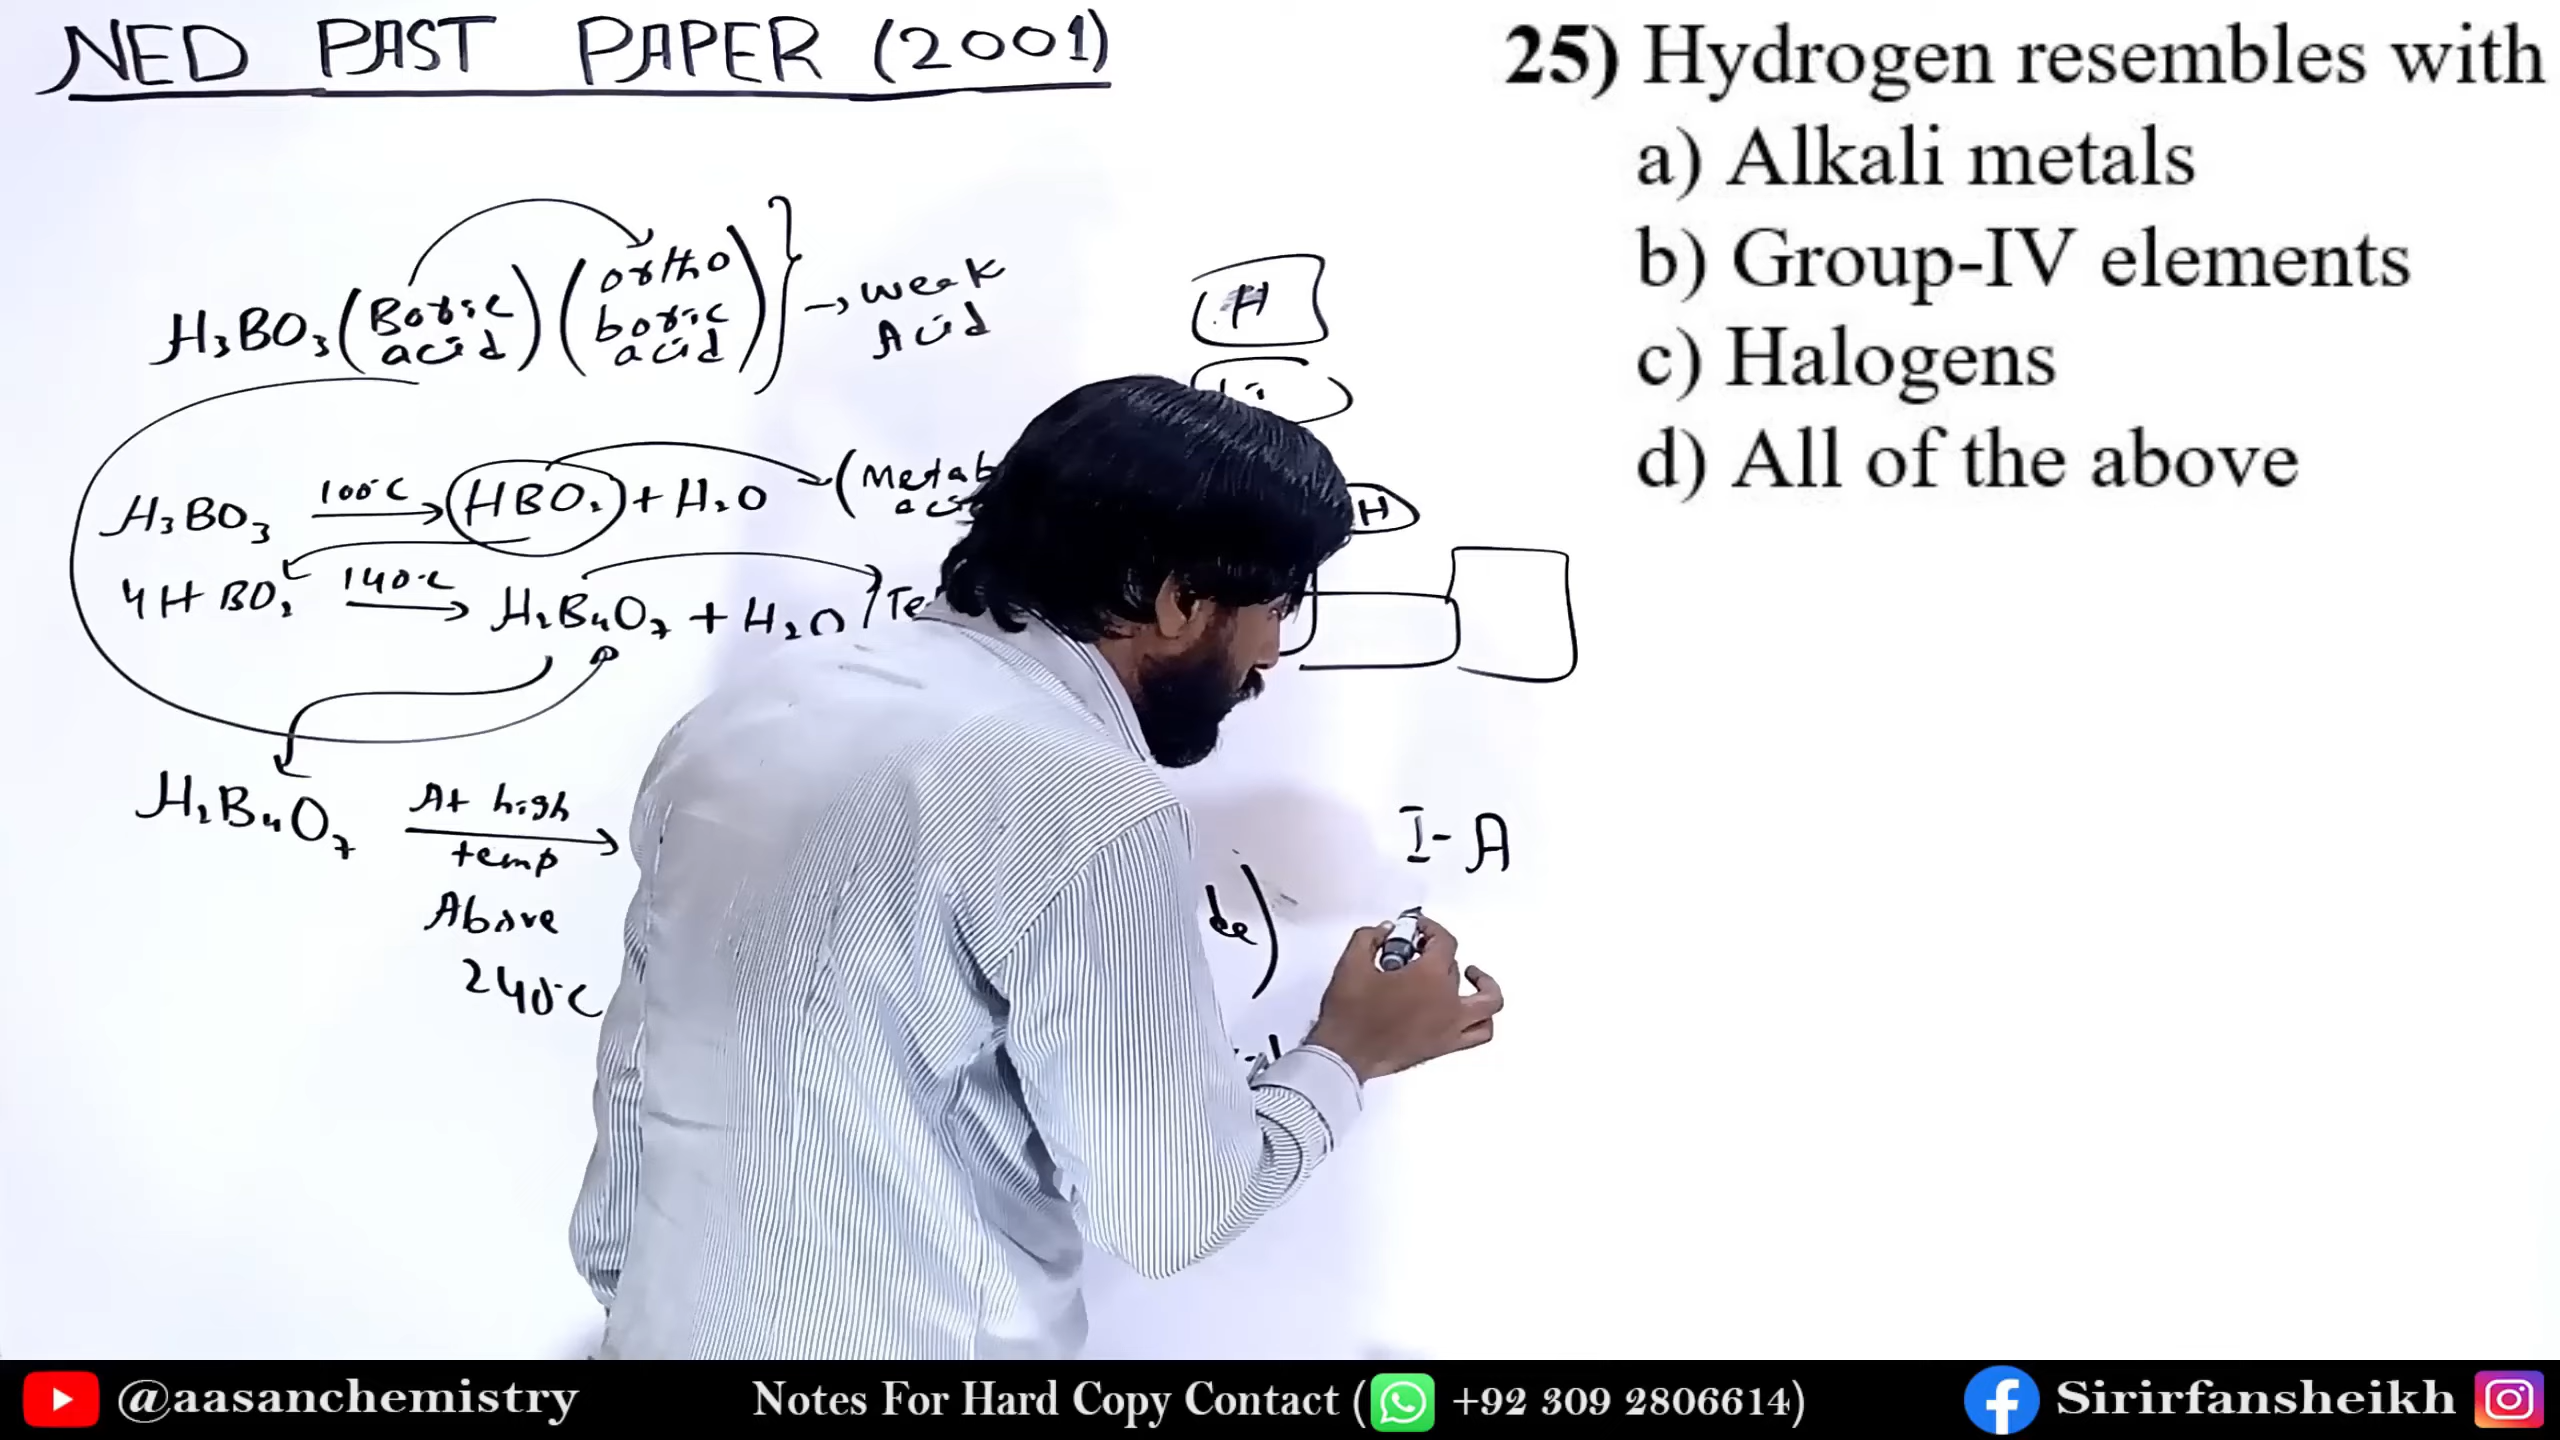 NED PAST PAPER (2001)
25) Hydrogen resembles with
a) Alkali metals
b) Group-IV elements
c) Halogens
d) All of the above
H₃BO₃ (Boric acid) (ortho boric acid) } → weak Acid
H
H₃BO₃ 100°C → HBO₂ + H₂O → (Metab
H
4HBO₂ 140°C → H₂B₄O₇ + H₂O
H₂B₄O₇ At high temp →
Above
240°C
I-A
@aasanchemistry Notes For Hard Copy Contact ( +92 309 2806614) Sirirfansheikh